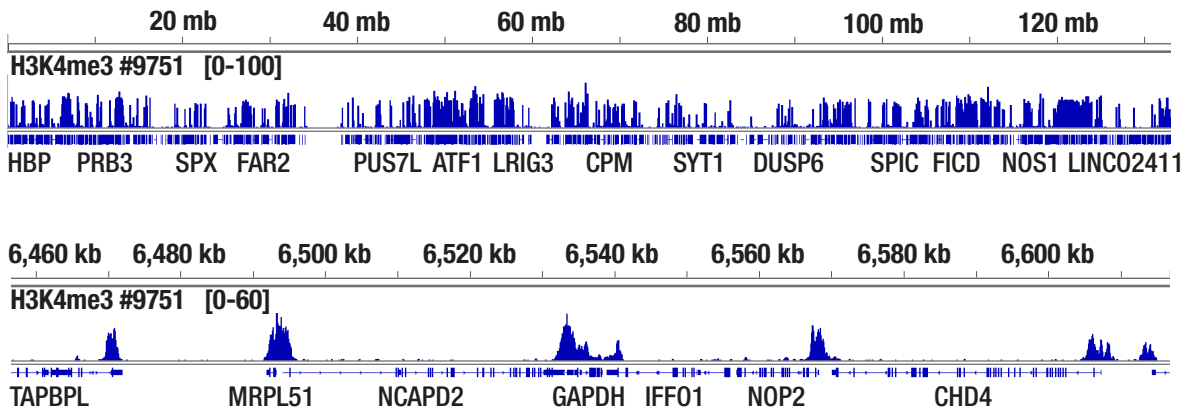 20 mb 40 mb 60 mb 80 mb 100 mb 120 mb
H3K4me3 #9751 [0-100]
HBP PRB3 SPX FAR2 PUS7L ATF1 LRIG3 CPM SYT1 DUSP6 SPIC FICD NOS1 LINC02411
6,460 kb 6,480 kb 6,500 kb 6,520 kb 6,540 kb 6,560 kb 6,580 kb 6,600 kb
H3K4me3 #9751 [0-60]
TAPBPL MRPL51 NCAPD2 GAPDH IFFO1 NOP2 CHD4